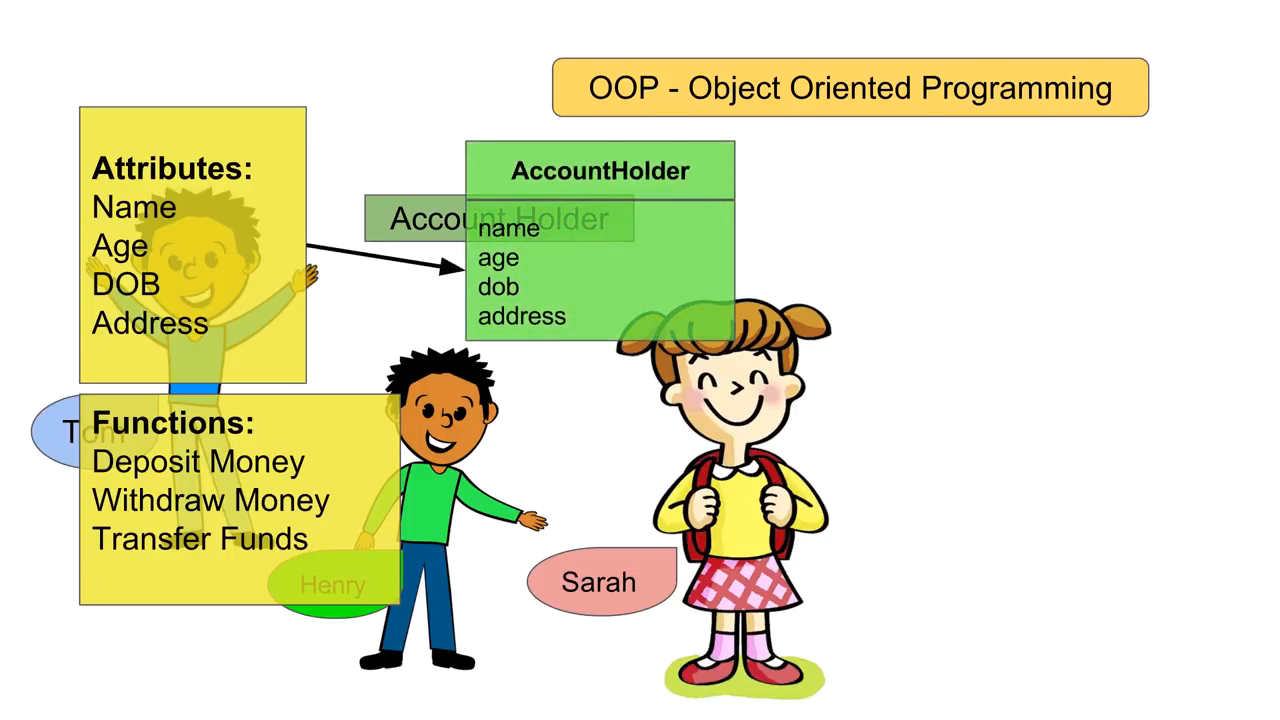 OOP - Object Oriented Programming
Attributes:
Name
Age
DOB
Address
AccountHolder
name
age
dob
address
Account Holder
Tom
Functions:
Deposit Money
Withdraw Money
Transfer Funds
Henry
Sarah